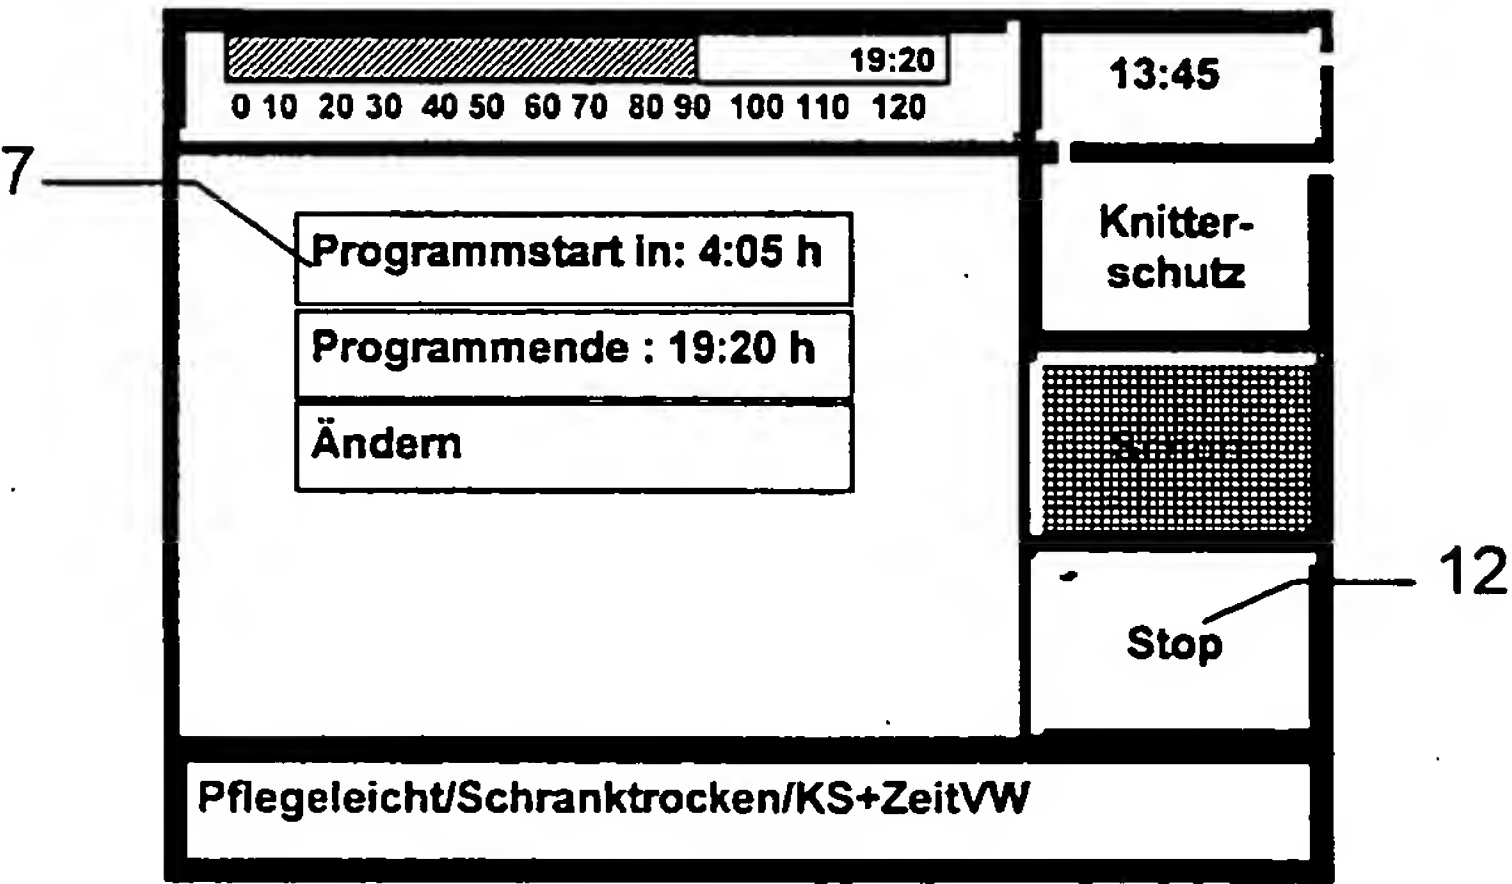 19:20
0 10 20 30 40 50 60 70 80 90 100 110 120
13:45
7
Programmstart in: 4:05 h
Programmende : 19:20 h
Ändern
Knitter-
schutz
Stop
12
Pflegeleicht/Schranktrocken/KS+ZeitVW